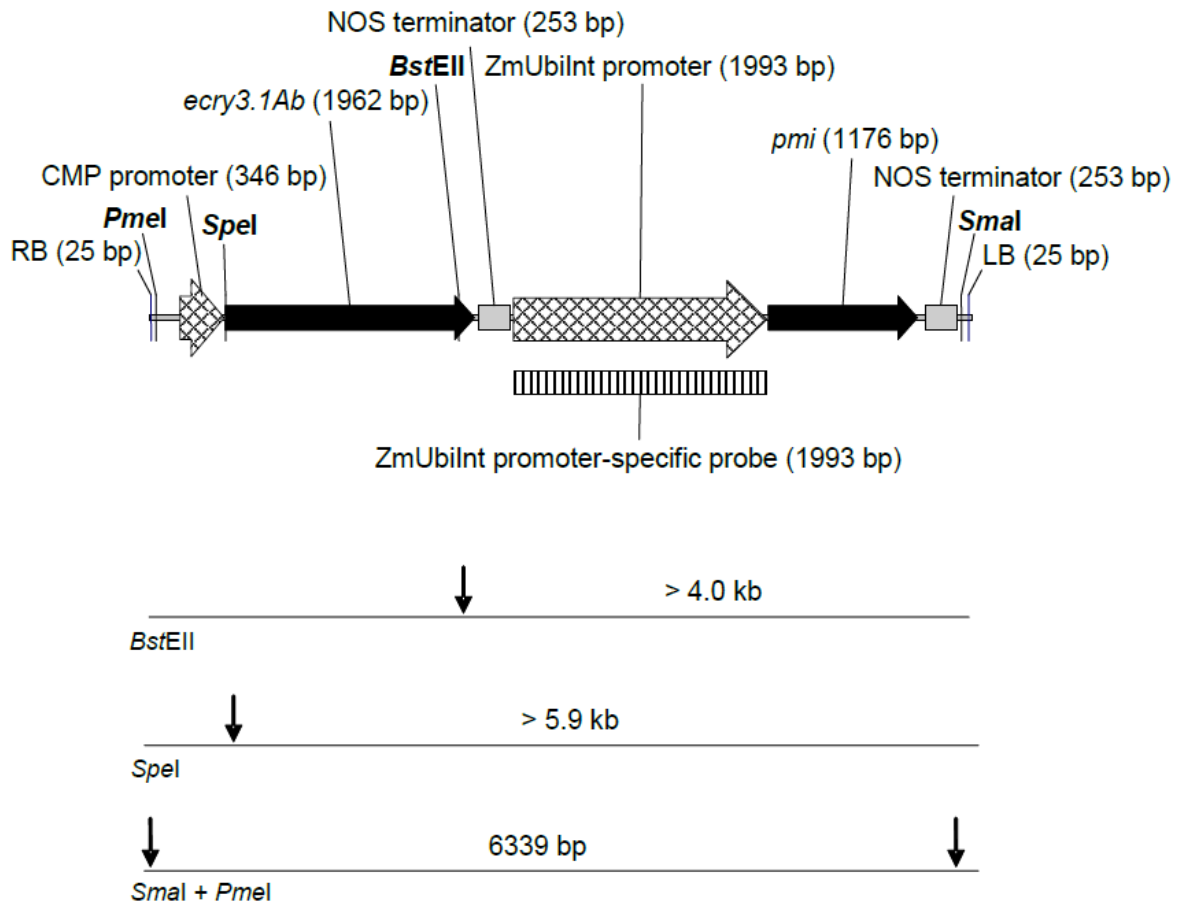 NOS terminator (253 bp)
BstEII
ZmUbiInt promoter (1993 bp)
ecry3.1Ab (1962 bp)
pmi (1176 bp)
CMP promoter (346 bp)
NOS terminator (253 bp)
PmeI
SpeI
SmaI
RB (25 bp)
LB (25 bp)
ZmUbiInt promoter-specific probe (1993 bp)
> 4.0 kb
BstEII
> 5.9 kb
SpeI
6339 bp
SmaI + PmeI